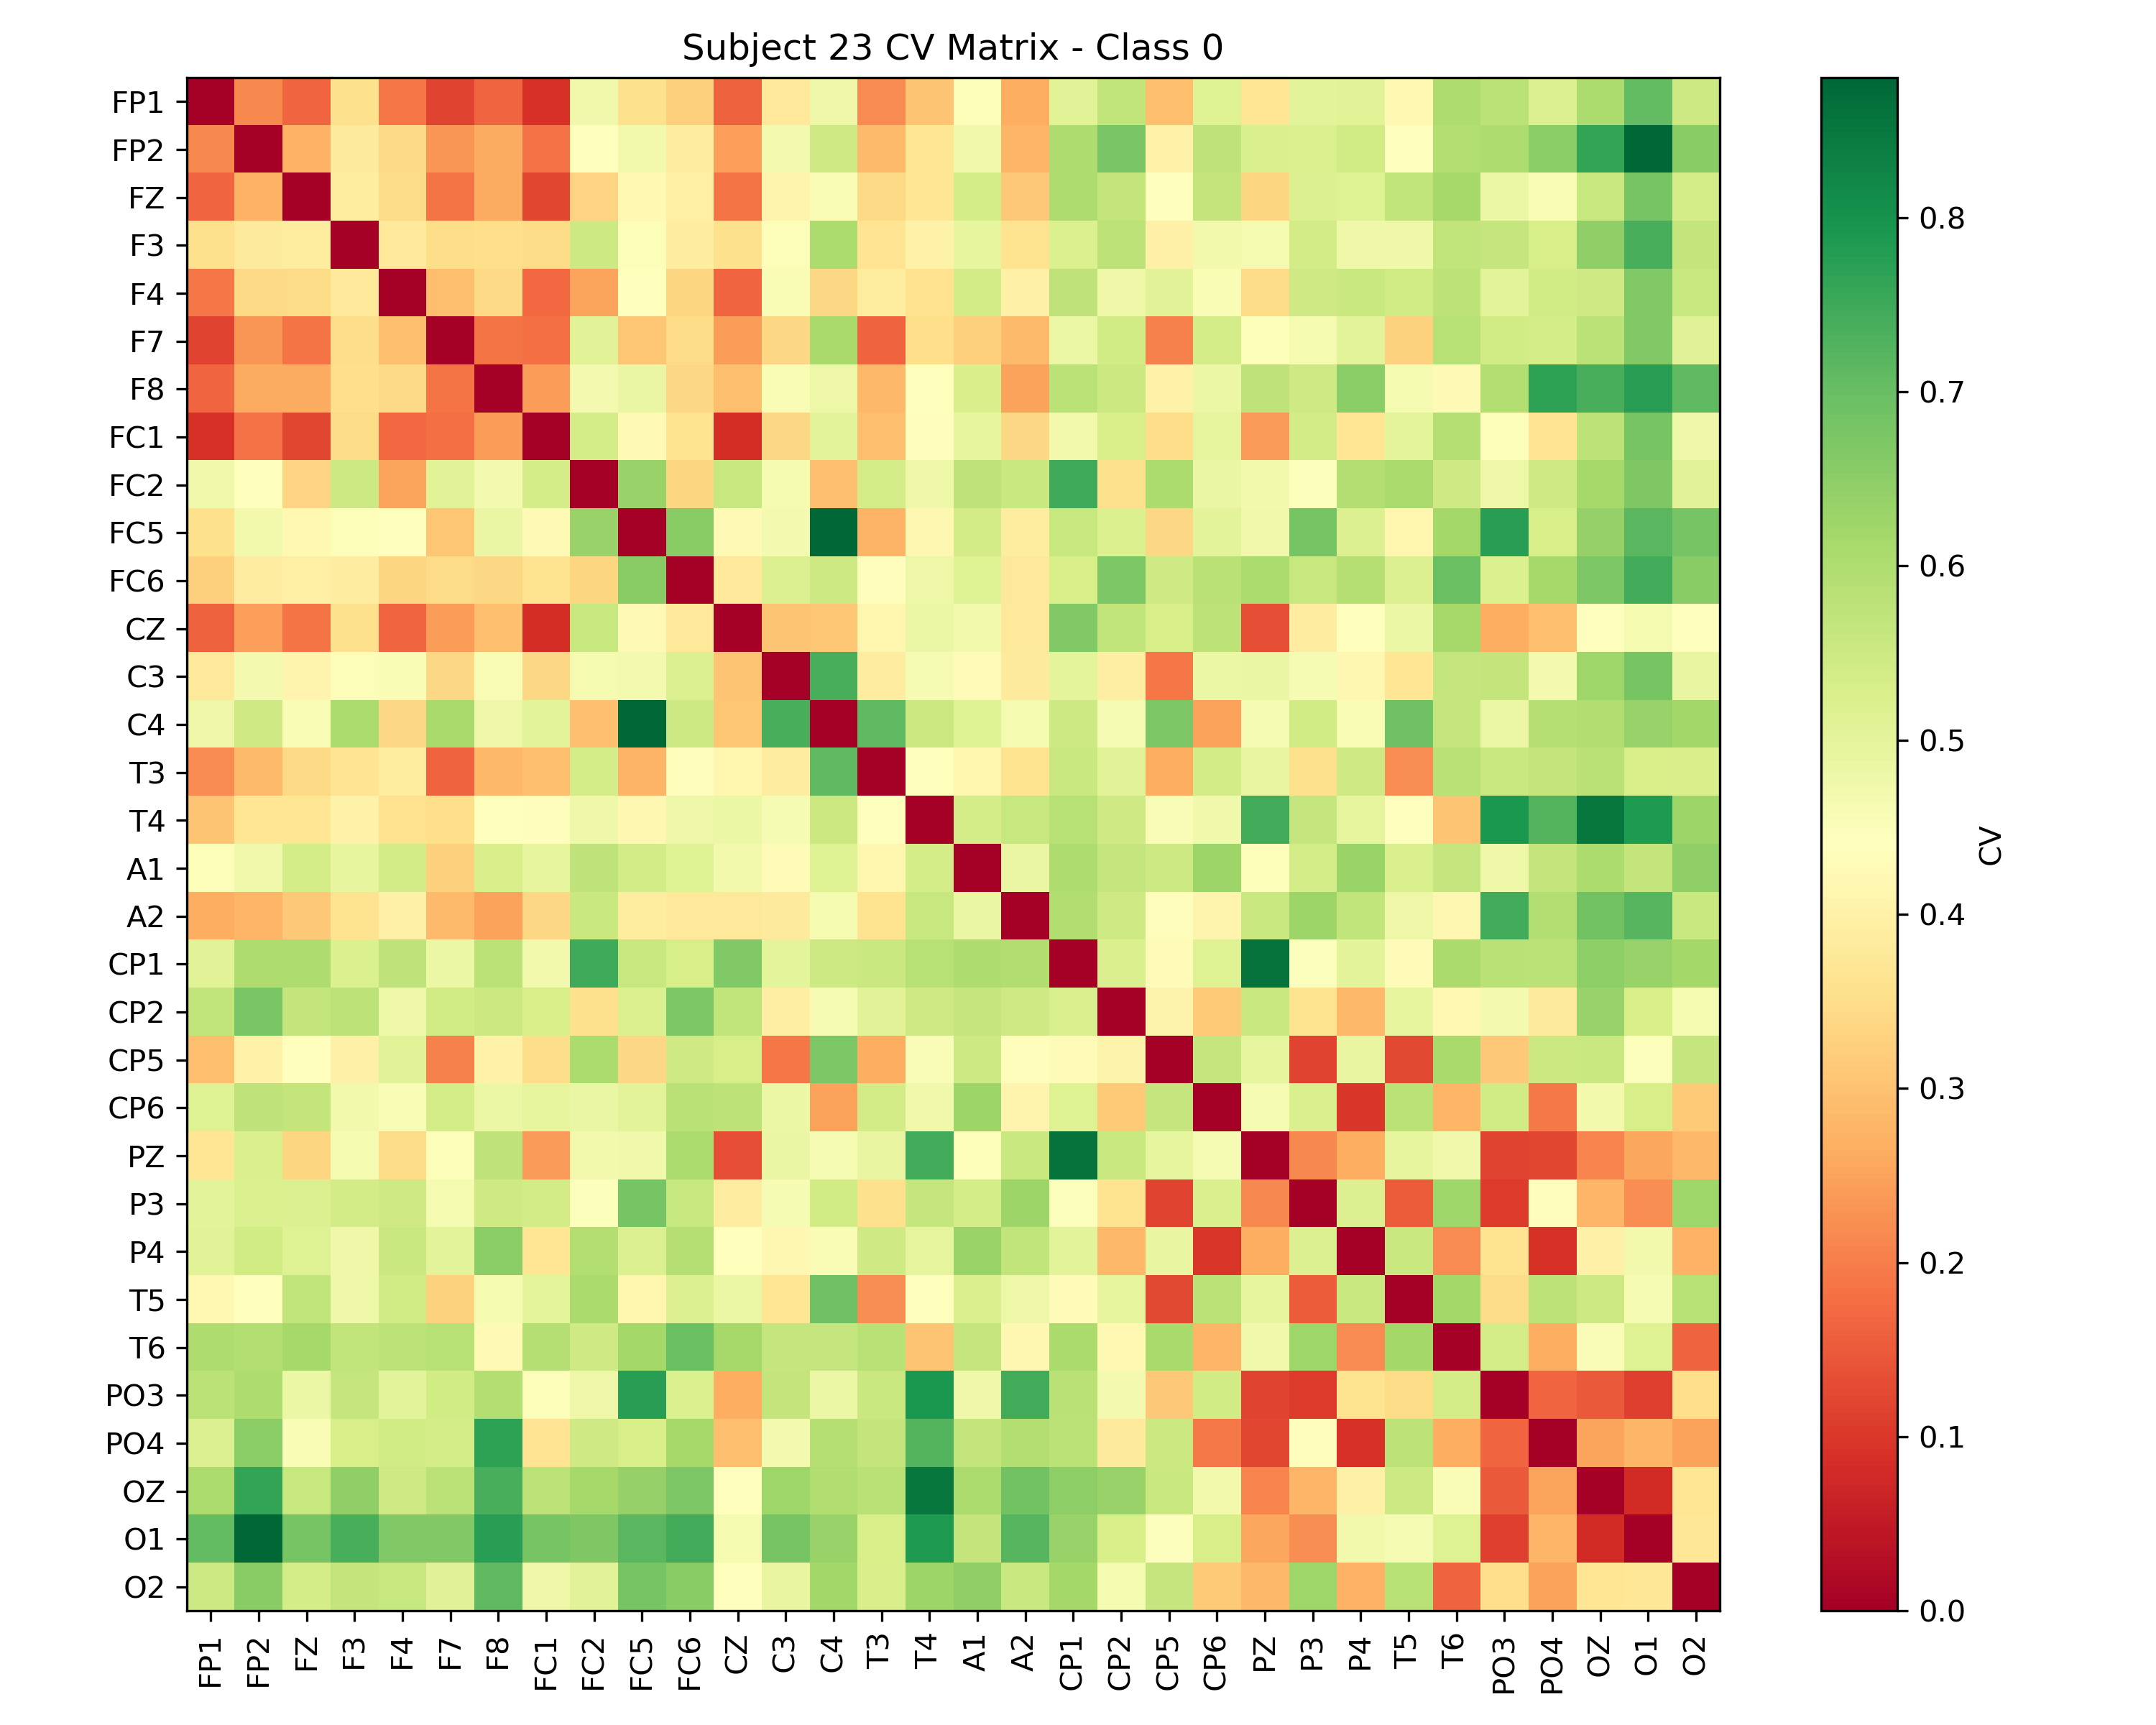 Subject 23 CV Matrix - Class 0
FP1
FP2
FZ
F3
F4
F7
F8
FC1
FC2
FC5
FC6
CZ
C3
C4
T3
T4
A1
A2
CP1
CP2
CP5
CP6
PZ
P3
P4
T5
T6
PO3
PO4
OZ
O1
O2
FP1 FP2 FZ F3 F4 F7 F8 FC1 FC2 FC5 FC6 CZ C3 C4 T3 T4 A1 A2 CP1 CP2 CP5 CP6 PZ P3 P4 T5 T6 PO3 PO4 OZ O1 O2
0.8
0.7
0.6
0.5
0.4
0.3
0.2
0.1
0.0
CV